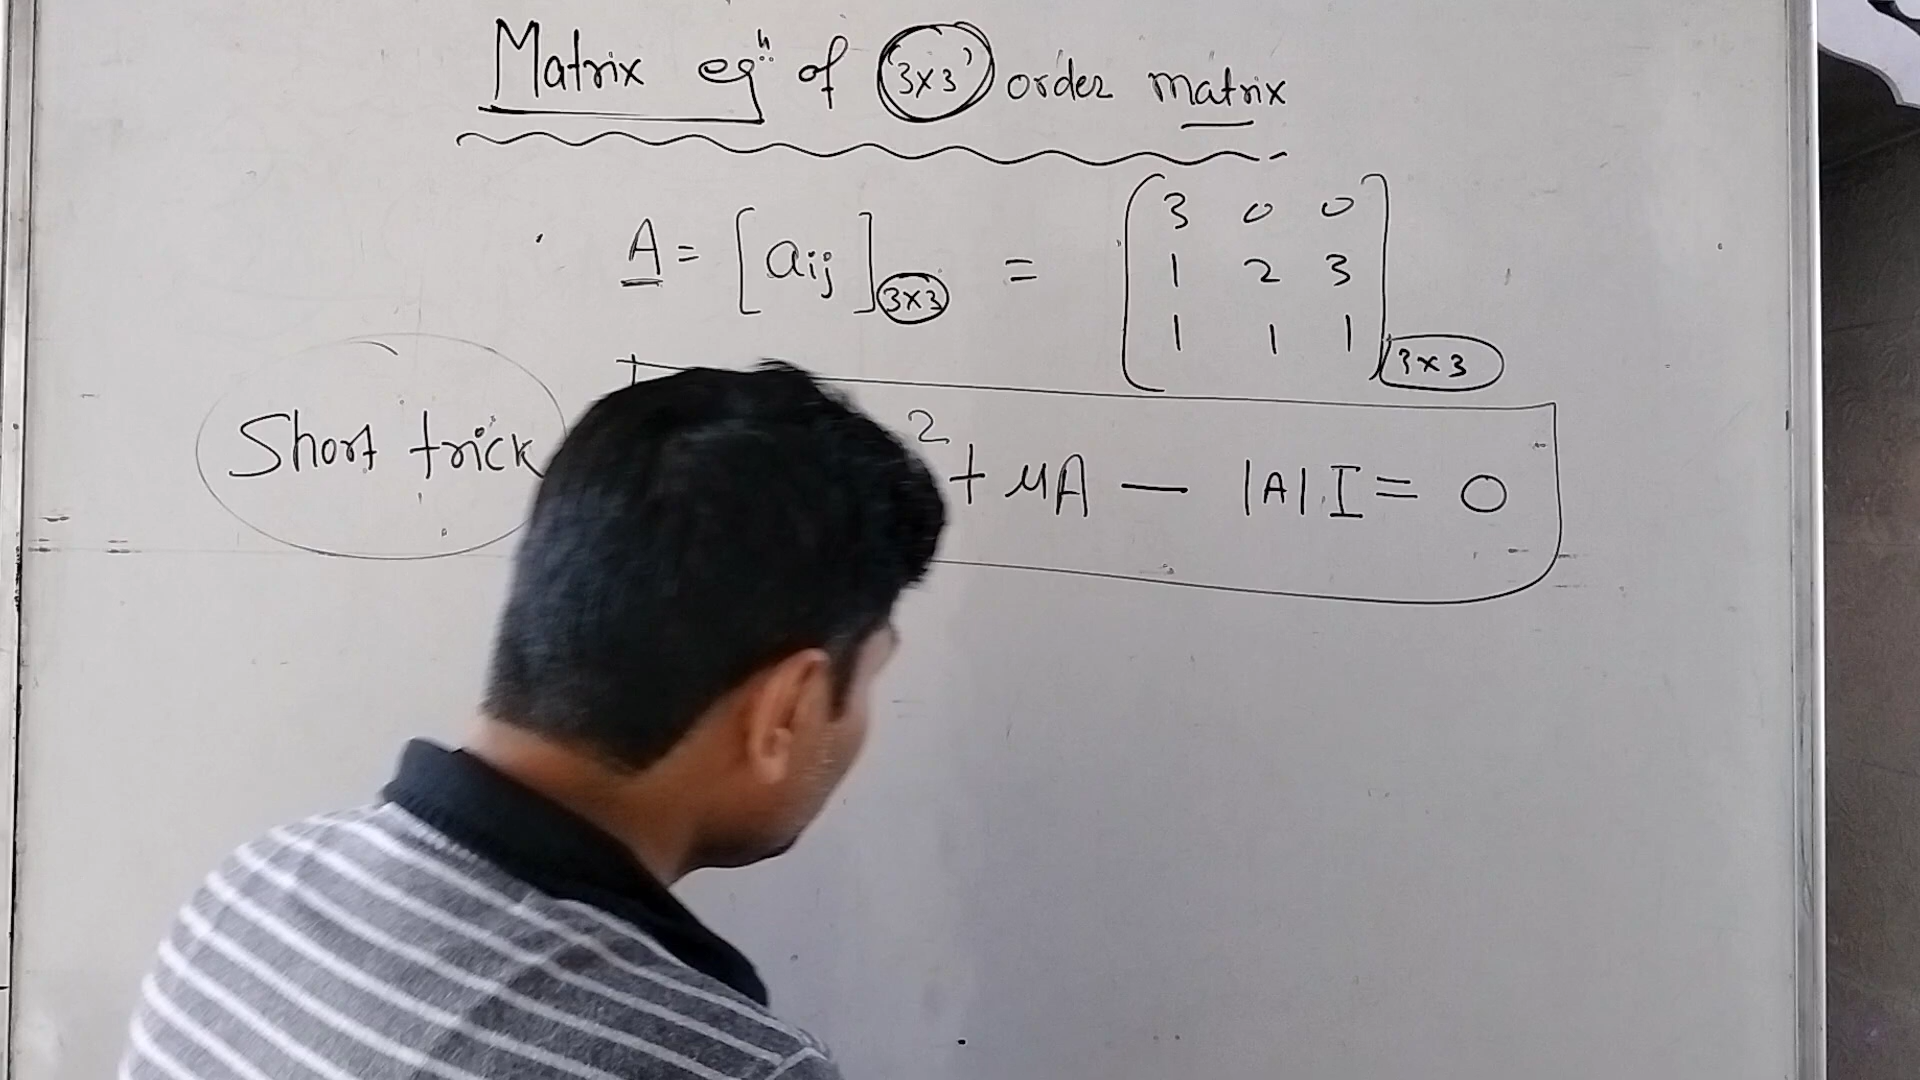 Matrix eqⁿ of 3x3 order matrix
A = [aij]3x3 = [3 0 0
1 2 3
1 1 1]3x3
Short trick
2 + μA — |A|.I = 0